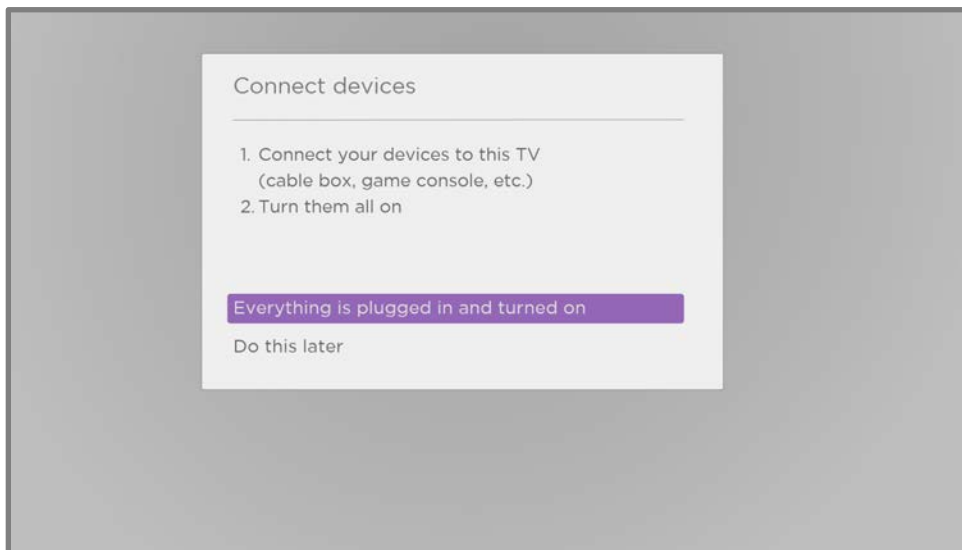 Connect devices
1. Connect your devices to this TV
(cable box, game console, etc.)
2. Turn them all on
Everything is plugged in and turned on
Do this later